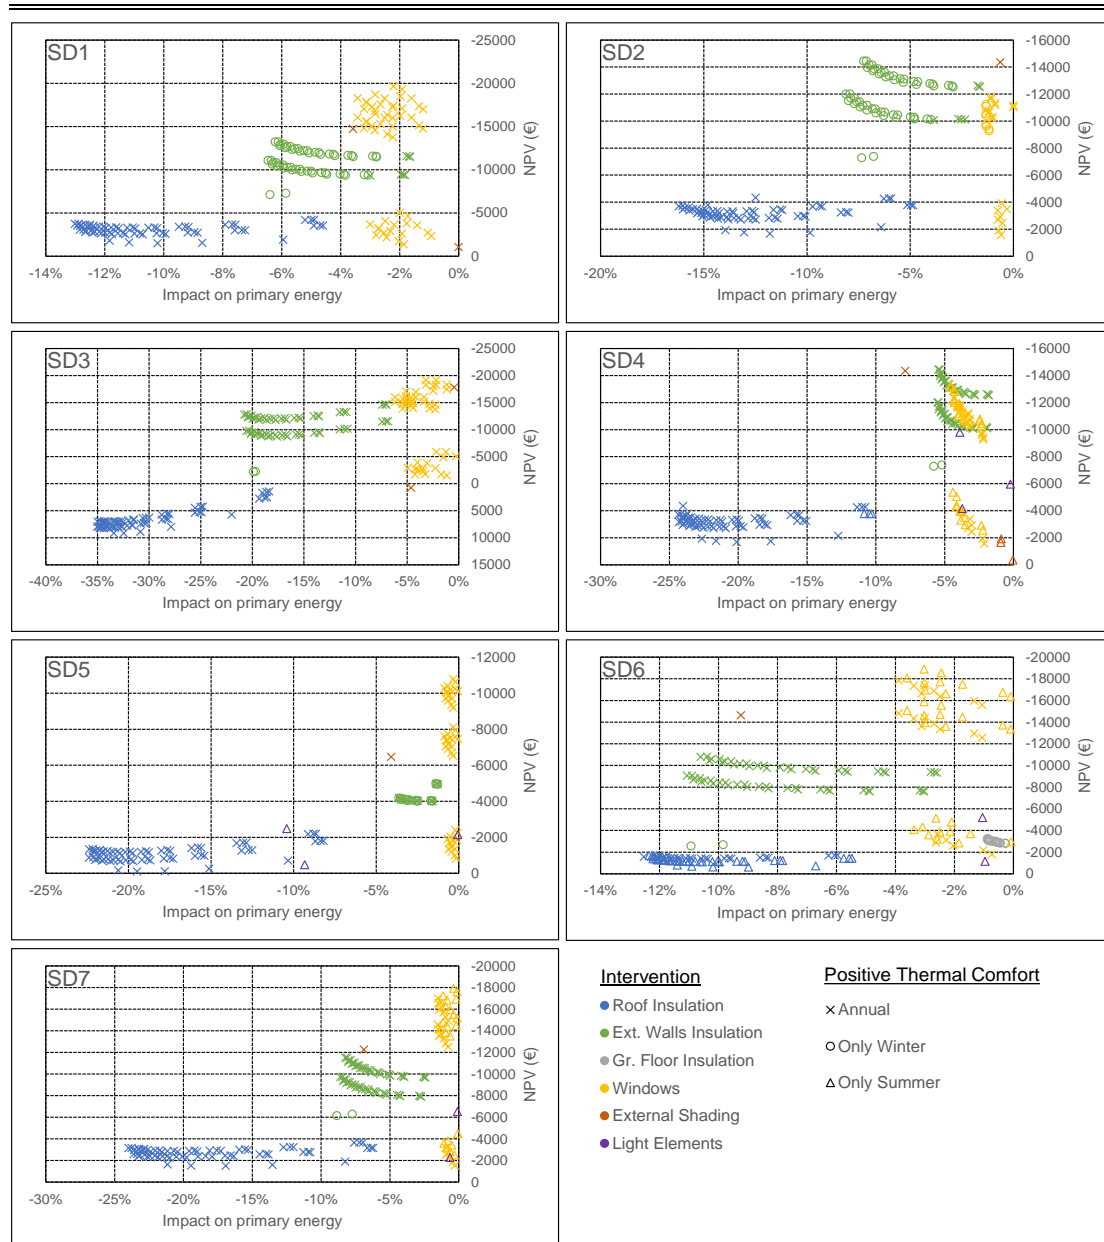 SD1
-25000
-20000
-15000
-10000
-5000
0
NPV (€)
-14% -12% -10% -8% -6% -4% -2% 0%
Impact on primary energy
SD2
-16000
-14000
-12000
-10000
-8000
-6000
-4000
-2000
0
NPV (€)
-20% -15% -10% -5% 0%
Impact on primary energy
SD3
-25000
-20000
-15000
-10000
-5000
0
5000
10000
15000
NPV (€)
-40% -35% -30% -25% -20% -15% -10% -5% 0%
Impact on primary energy
SD4
-16000
-14000
-12000
-10000
-8000
-6000
-4000
-2000
0
NPV (€)
-30% -25% -20% -15% -10% -5% 0%
Impact on primary energy
SD5
-12000
-10000
-8000
-6000
-4000
-2000
0
NPV (€)
-25% -20% -15% -10% -5% 0%
Impact on primary energy
SD6
-20000
-18000
-16000
-14000
-12000
-10000
-8000
-6000
-4000
-2000
0
NPV (€)
-14% -12% -10% -8% -6% -4% -2% 0%
Impact on primary energy
SD7
-20000
-18000
-16000
-14000
-12000
-10000
-8000
-6000
-4000
-2000
0
NPV (€)
-30% -25% -20% -15% -10% -5% 0%
Impact on primary energy
Intervention
Roof Insulation
Ext. Walls Insulation
Gr. Floor Insulation
Windows
External Shading
Light Elements
Positive Thermal Comfort
Annual
Only Winter
Only Summer